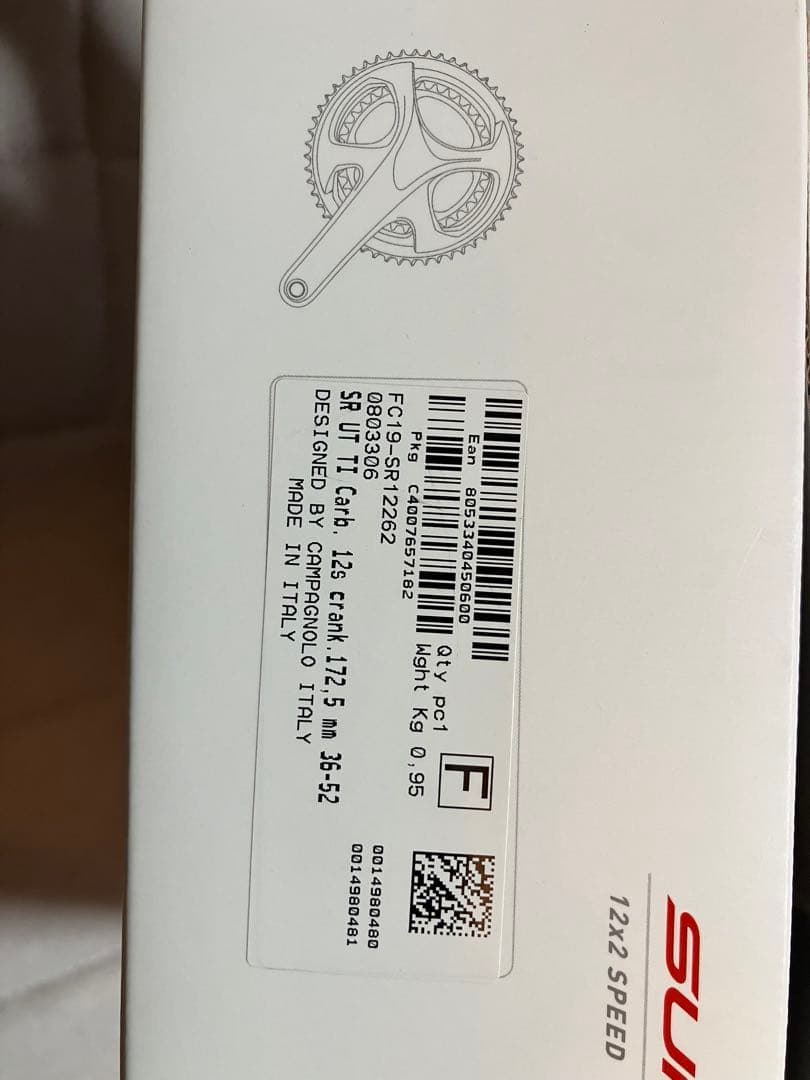 Ean 8053340450600
Qty pc1
Pkg C4007657182
Wght Kg 0,95
F
FC19-SR12262
0803306
0014980480
SR UT TI Carb. 12s crank.172,5 mm 36-52
0014980481
DESIGNED BY CAMPAGNOLO ITALY
MADE IN ITALY
12x2 SPEED